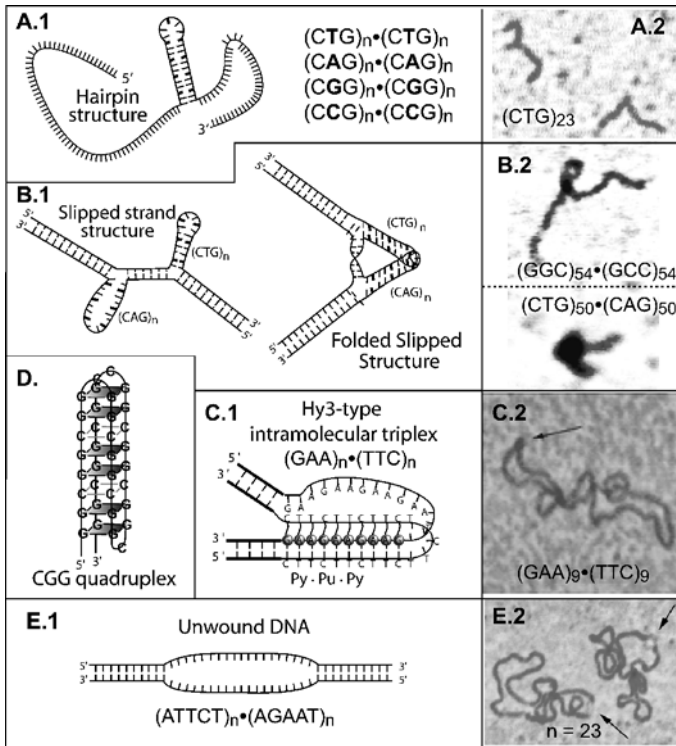 A.1
Hairpin
structure
5'
3'
(CTG)n•(CTG)n
(CAG)n•(CAG)n
(CGG)n•(CGG)n
(CCG)n•(CCG)n
A.2
(CTG)23
B.1
Slipped strand
structure
5'
3'
(CTG)n
(CAG)n
3'
5'
3'
5'
(CTG)n
(CAG)n
3'
5'
Folded Slipped
Structure
B.2
(GGC)54•(GCC)54
(CTG)50•(CAG)50
D.
5' 3'
CGG quadruplex
C.1
Hy3-type
intramolecular triplex
(GAA)n•(TTC)n
5'
3'
3'
5'
Py · Pu · Py
C.2
(GAA)9•(TTC)9
E.1
Unwound DNA
5'
3'
3'
5'
(ATTCT)n•(AGAAT)n
E.2
n = 23